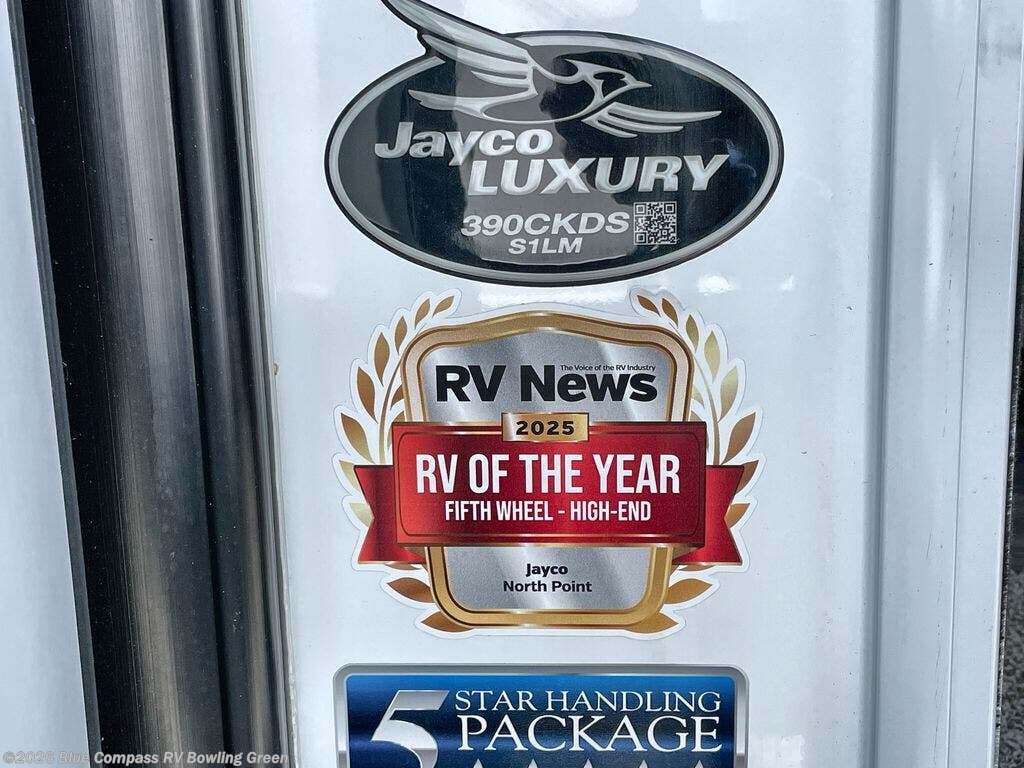 Jayco
LUXURY
390CKDS
S1LM
The Voice of the RV Industry
RV News
2025
RV OF THE YEAR
FIFTH WHEEL - HIGH-END
Jayco
North Point
5 STAR HANDLING
PACKAGE
©2026 Blue Compass RV Bowling Green